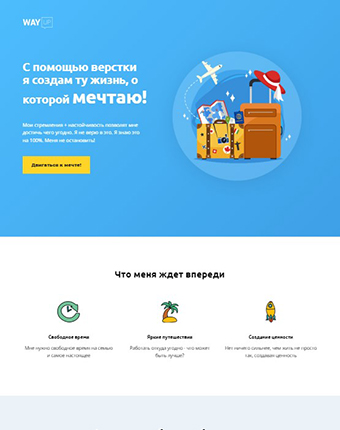 WAY UP
С помощью верстки
я создам ту жизнь, о
которой мечтаю!
Мои стремления + настойчивость позволят мне
достичь чего угодно. Я не верю в это, Я знаю это
на 100%. Меня не остановить!
Двигаться к мечте!
Что меня ждет впереди
Свободное время
Яркие путешествия
Создание ценности
Мне нужно свободное время на семью
и самое настоящее
Работать откуда угодно - что может
быть лучше?
Нет ничего сильнее, чем жить не просто
так, создавая ценность